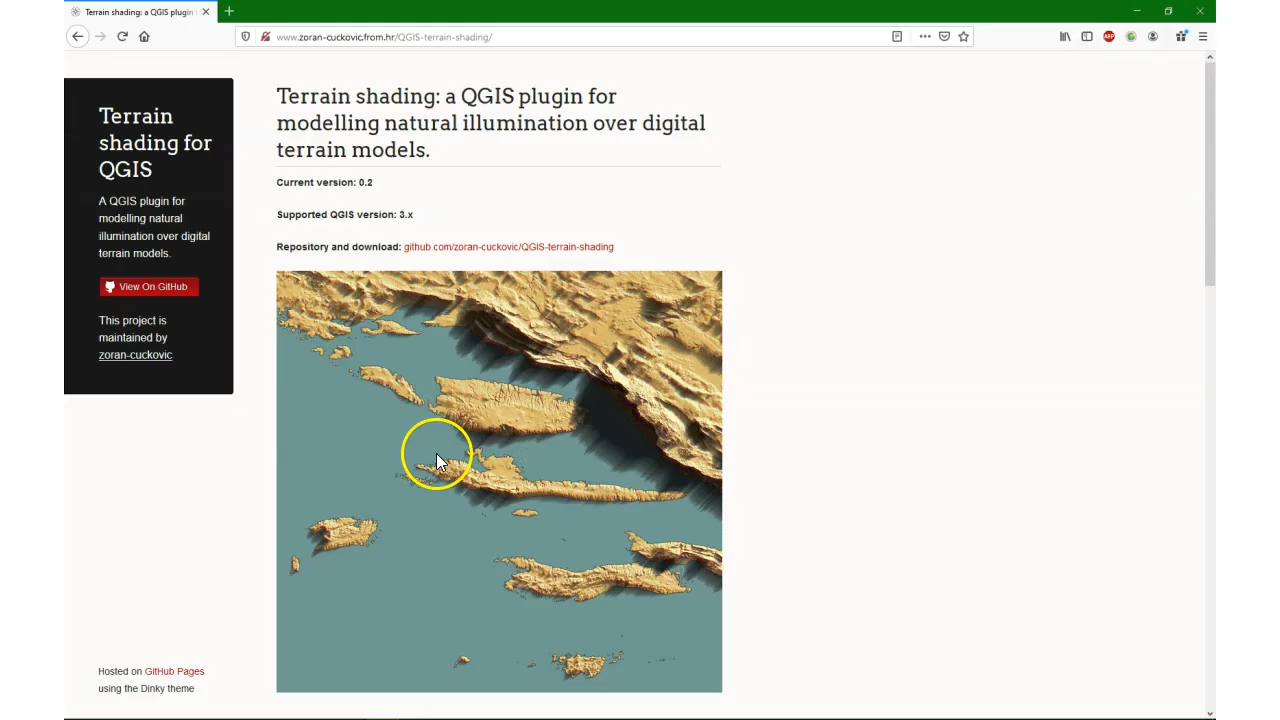 Terrain shading: a QGIS plugin
www.zoran-cuckovic.from.hr/QGIS-terrain-shading/
ABP
Terrain
shading for
QGIS
A QGIS plugin for
modelling natural
illumination over digital
terrain models.
View On GitHub
This project is
maintained by
zoran-cuckovic
Hosted on GitHub Pages
using the Dinky theme
Terrain shading: a QGIS plugin for
modelling natural illumination over digital
terrain models.
Current version: 0.2
Supported QGIS version: 3.x
Repository and download: github.com/zoran-cuckovic/QGIS-terrain-shading